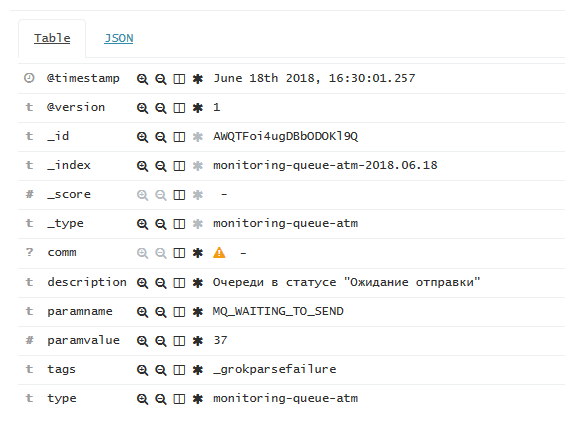 Table JSON
@timestamp June 18th 2018, 16:30:01.257
t @version 1
t _id AWQTFoi4ugDBbODOKl9Q
t _index monitoring-queue-atm-2018.06.18
# _score -
t _type monitoring-queue-atm
? comm -
t description Очереди в статусе "Ожидание отправки"
t paramname MQ_WAITING_TO_SEND
# paramvalue 37
t tags _grokparsefailure
t type monitoring-queue-atm